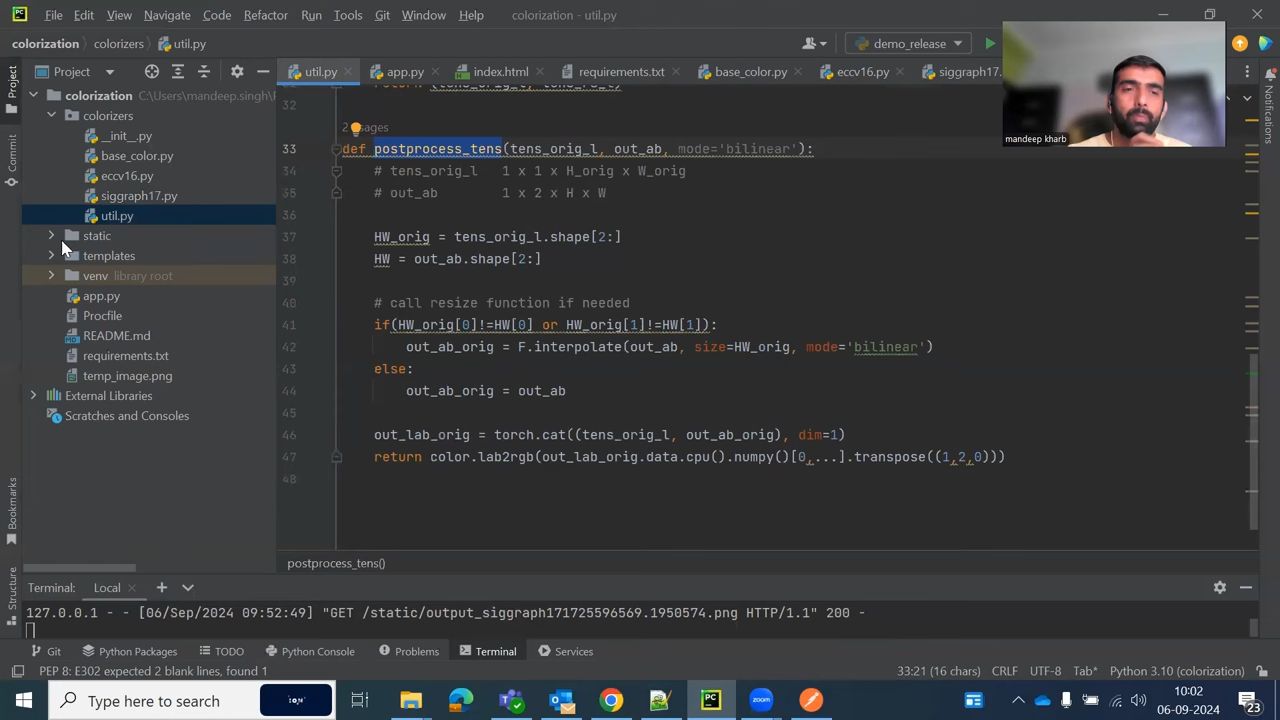 File Edit View Navigate Code Refactor Run Tools Git Window Help colorization - util.py
colorization colorizers util.py demo_release
Project util.py app.py index.html requirements.txt base_color.py eccv16.py siggraph17.
mandeep kharb
Project
Commit
Bookmarks
Structure
Notifications
colorization C:\Users\mandeep.singh\
colorizers
__init__.py
base_color.py
eccv16.py
siggraph17.py
util.py
static
templates
venv library root
app.py
Procfile
README.md
requirements.txt
temp_image.png
External Libraries
Scratches and Consoles
32
33 def postprocess_tens(tens_orig_l, out_ab, mode='bilinear'):
34 # tens_orig_l 1 x 1 x H_orig x W_orig
35 # out_ab 1 x 2 x H x W
36
37 HW_orig = tens_orig_l.shape[2:]
38 HW = out_ab.shape[2:]
39
40 # call resize function if needed
41 if(HW_orig[0]!=HW[0] or HW_orig[1]!=HW[1]):
42 out_ab_orig = F.interpolate(out_ab, size=HW_orig, mode='bilinear')
43 else:
44 out_ab_orig = out_ab
45
46 out_lab_orig = torch.cat((tens_orig_l, out_ab_orig), dim=1)
47 return color.lab2rgb(out_lab_orig.data.cpu().numpy()[0,...].transpose((1,2,0)))
48
postprocess_tens()
Terminal: Local
127.0.0.1 - - [06/Sep/2024 09:52:49] "GET /static/output_siggraph171725596569.1950574.png HTTP/1.1" 200 -
Git Python Packages TODO Python Console Problems Terminal Services
PEP 8: E302 expected 2 blank lines, found 1 33:21 (16 chars) CRLF UTF-8 Tab* Python 3.10 (colorization)
Type here to search zoom 10:02
06-09-2024 23